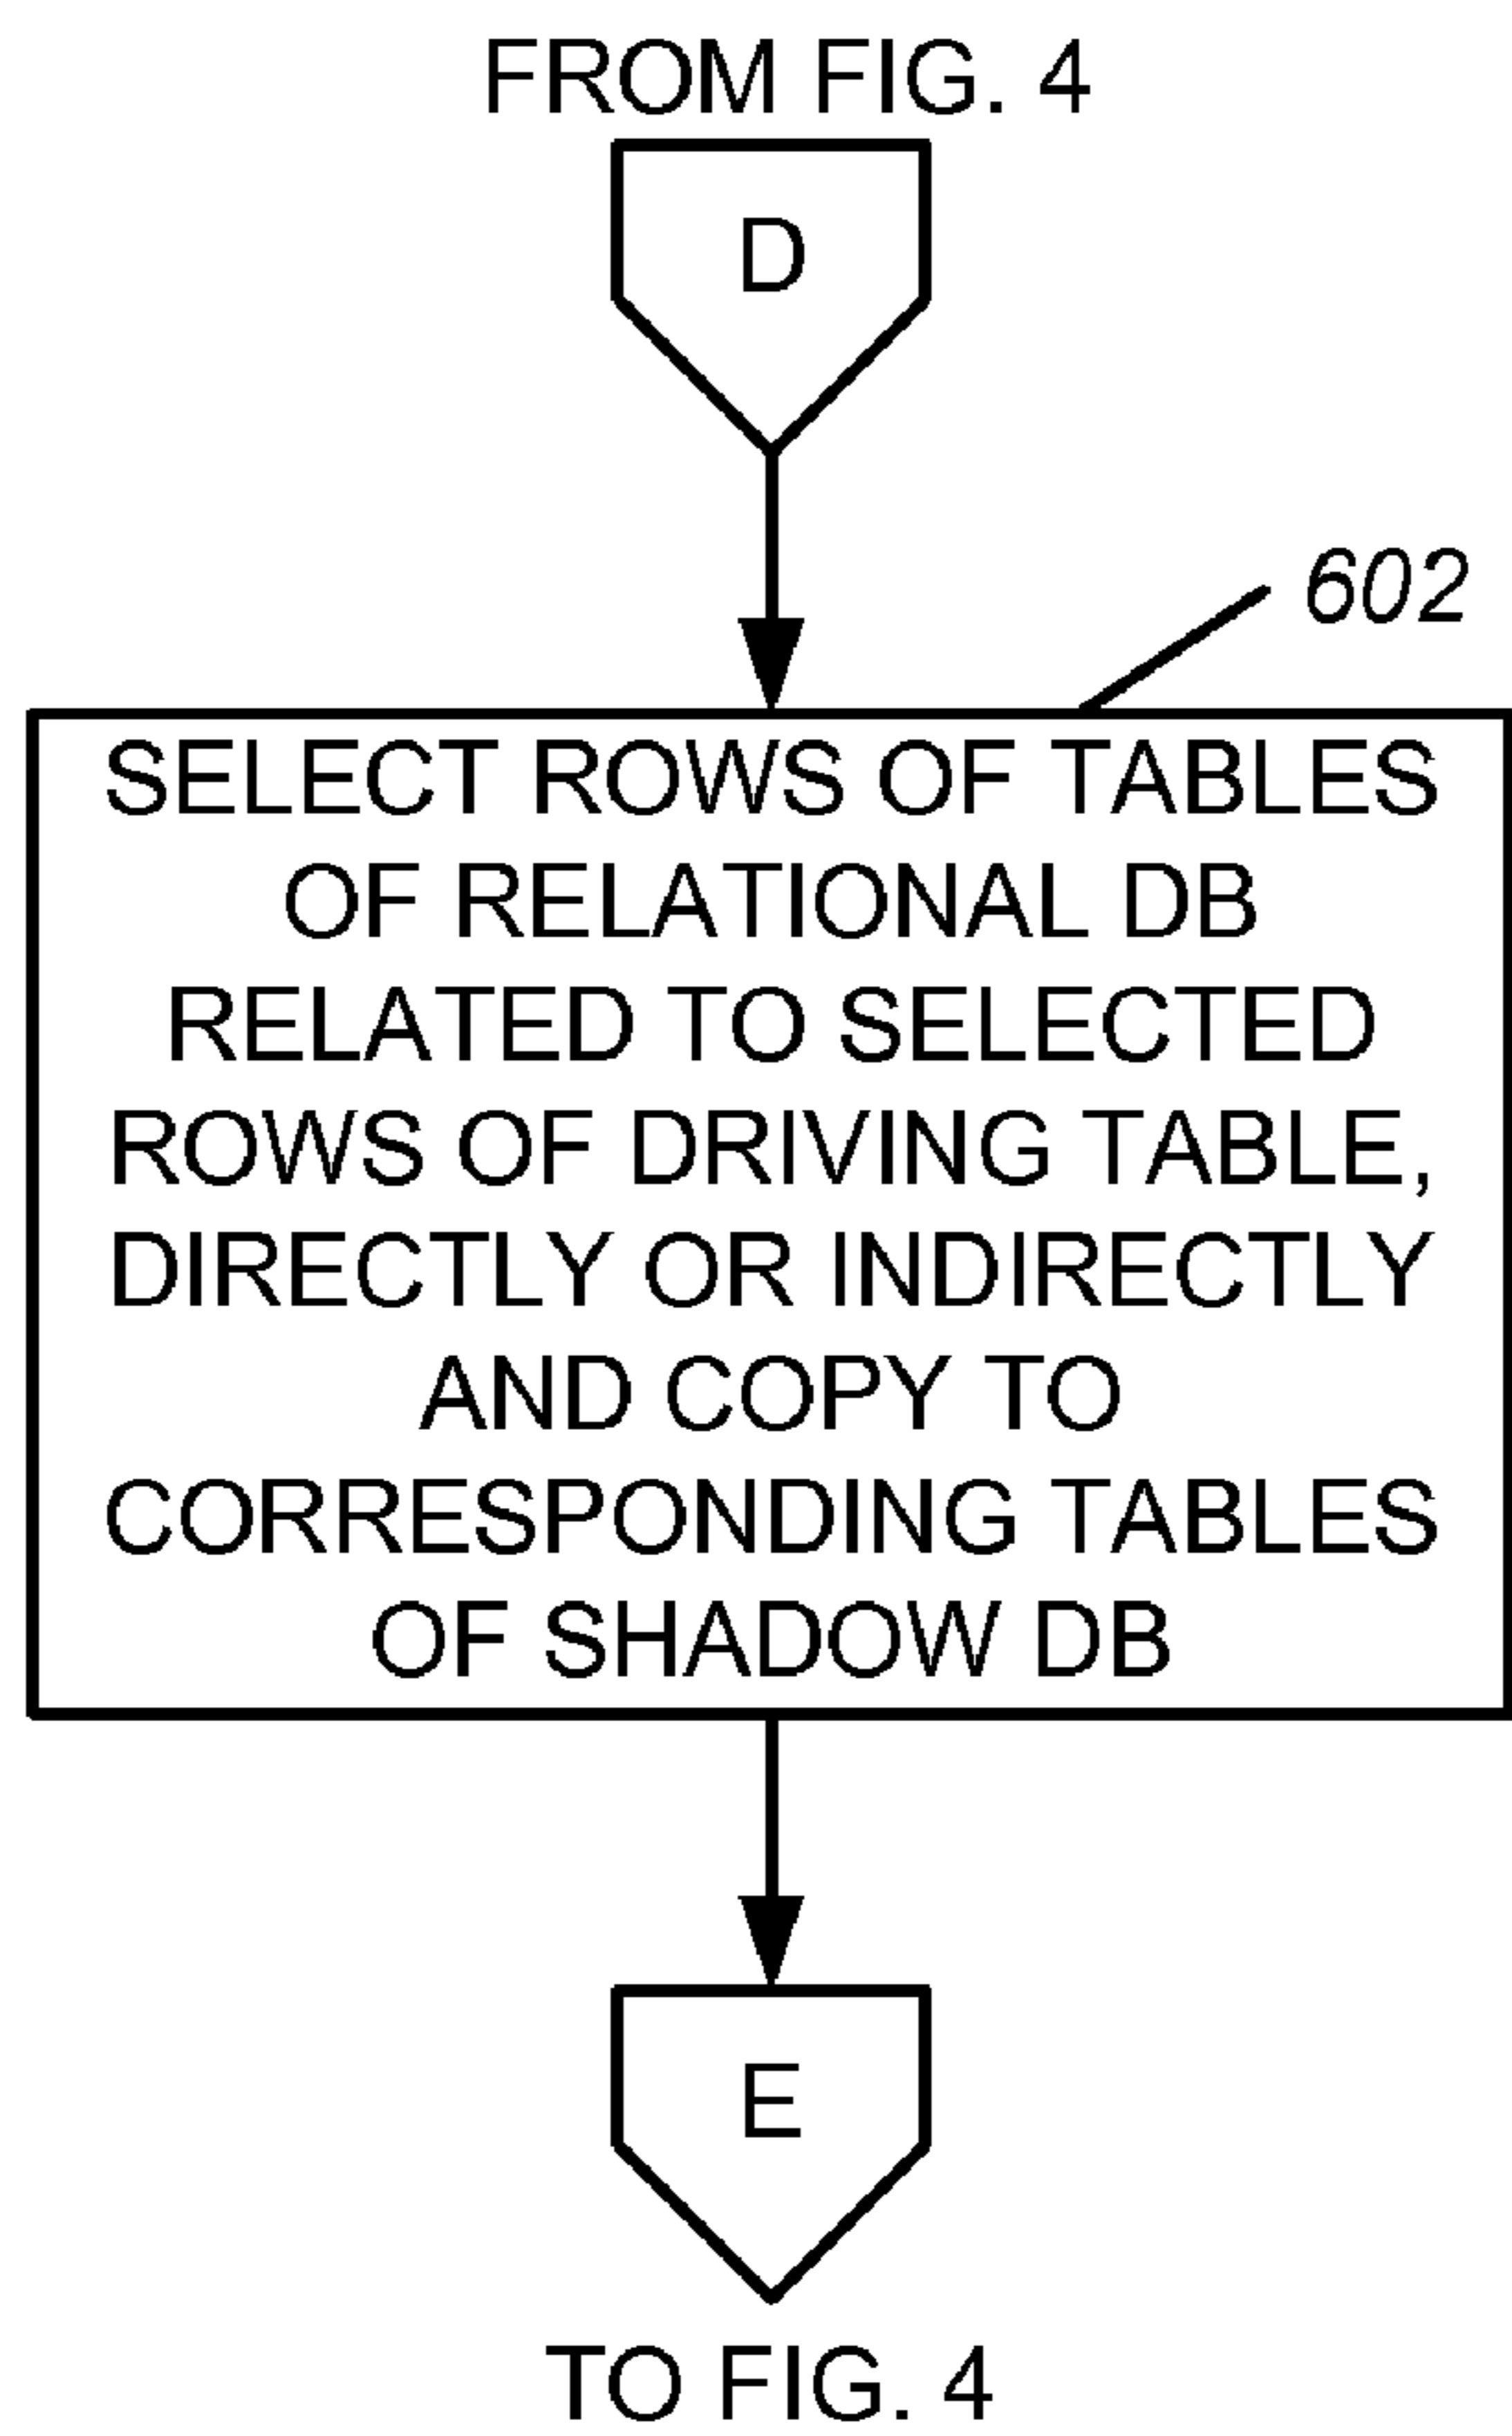 FROM FIG. 4
D
602
SELECT ROWS OF TABLES
OF RELATIONAL DB
RELATED TO SELECTED
ROWS OF DRIVING TABLE,
DIRECTLY OR INDIRECTLY
AND COPY TO
CORRESPONDING TABLES
OF SHADOW DB
E
TO FIG. 4